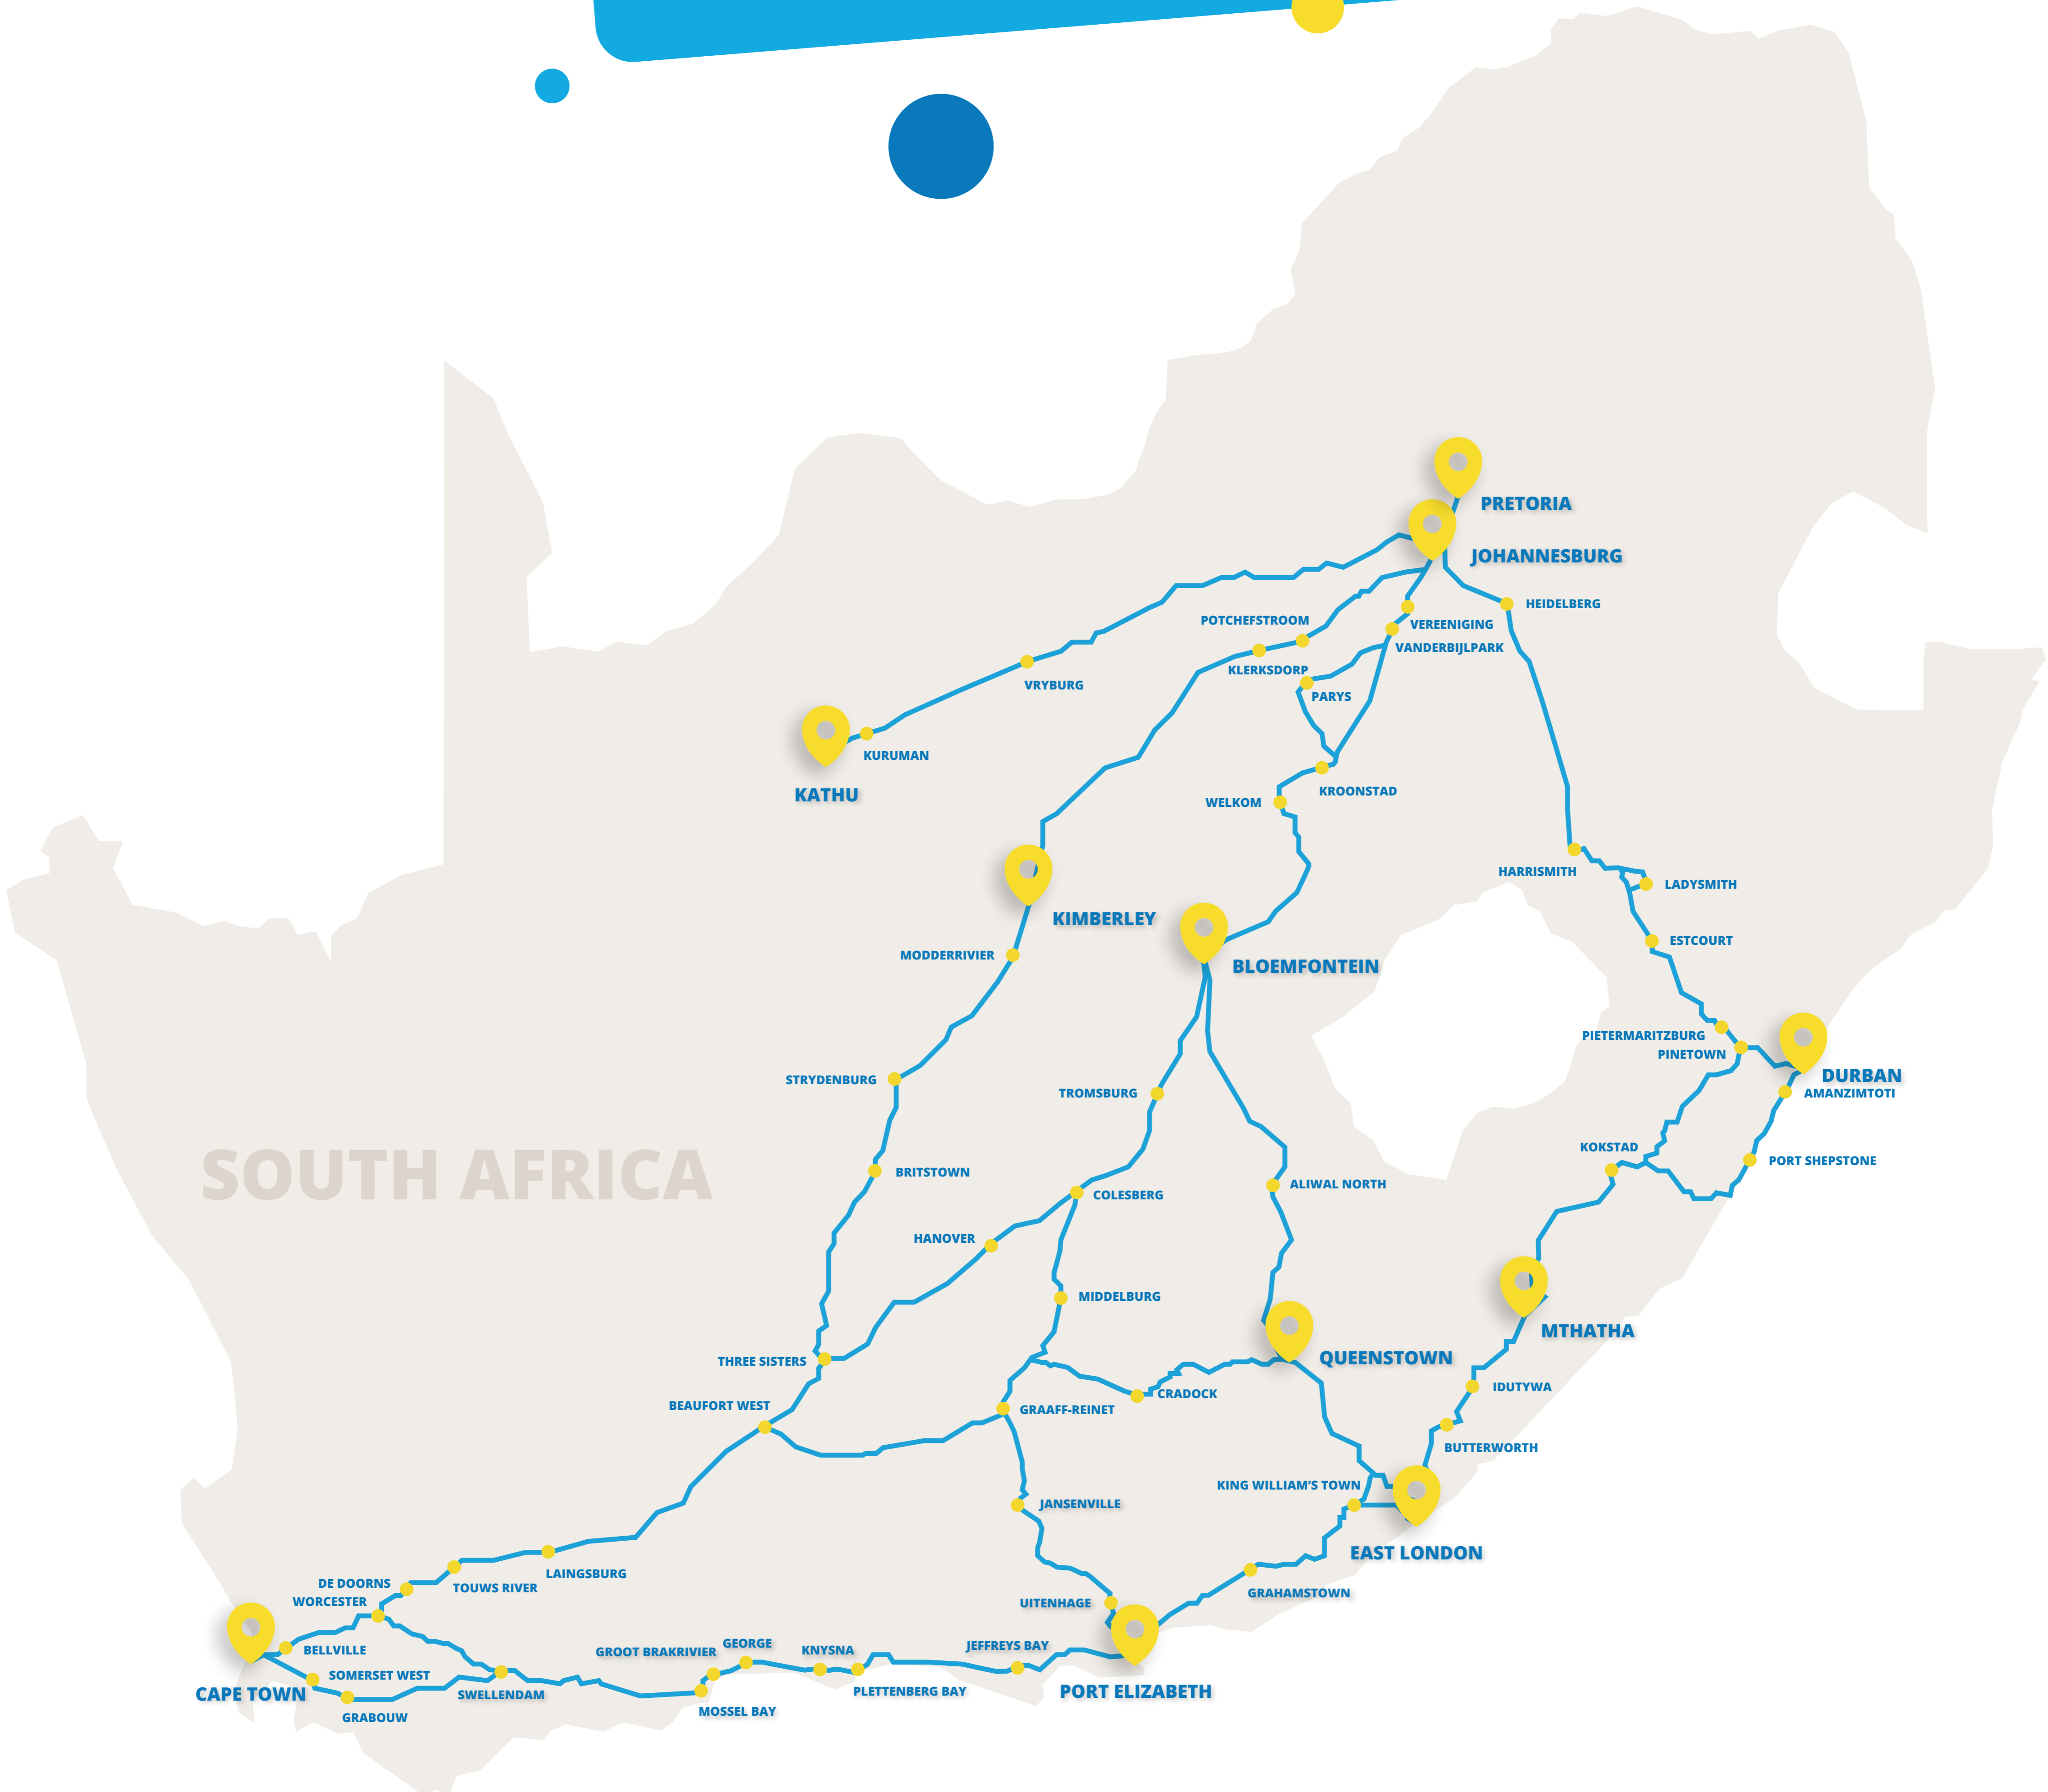 PRETORIA
JOHANNESBURG
HEIDELBERG
POTCHEFSTROOM
VEREENIGING
VANDERBIJLPARK
KLERKSDORP
VRYBURG
PARYS
KURUMAN
KATHU
KROONSTAD
WELKOM
HARRISMITH
LADYSMITH
KIMBERLEY
ESTCOURT
MODDERRIVIER
BLOEMFONTEIN
PIETERMARITZBURG
PINETOWN
DURBAN
STRYDENBURG
TROMSBURG
AMANZIMTOTI
KOKSTAD
PORT SHEPSTONE
SOUTH AFRICA
BRITSTOWN
ALIWAL NORTH
COLESBERG
HANOVER
MIDDELBURG
MTHATHA
THREE SISTERS
QUEENSTOWN
IDUTYWA
CRADOCK
BEAUFORT WEST
GRAAFF-REINET
BUTTERWORTH
KING WILLIAM'S TOWN
JANSENVILLE
EAST LONDON
LAINGSBURG
DE DOORNS
TOUWS RIVER
GRAHAMSTOWN
WORCESTER
UITENHAGE
GEORGE
JEFFREYS BAY
BELLVILLE
GROOT BRAKRIVIER
KNYSNA
SOMERSET WEST
CAPE TOWN
SWELLENDAM
PLETTENBERG BAY
PORT ELIZABETH
MOSSEL BAY
GRABOUW